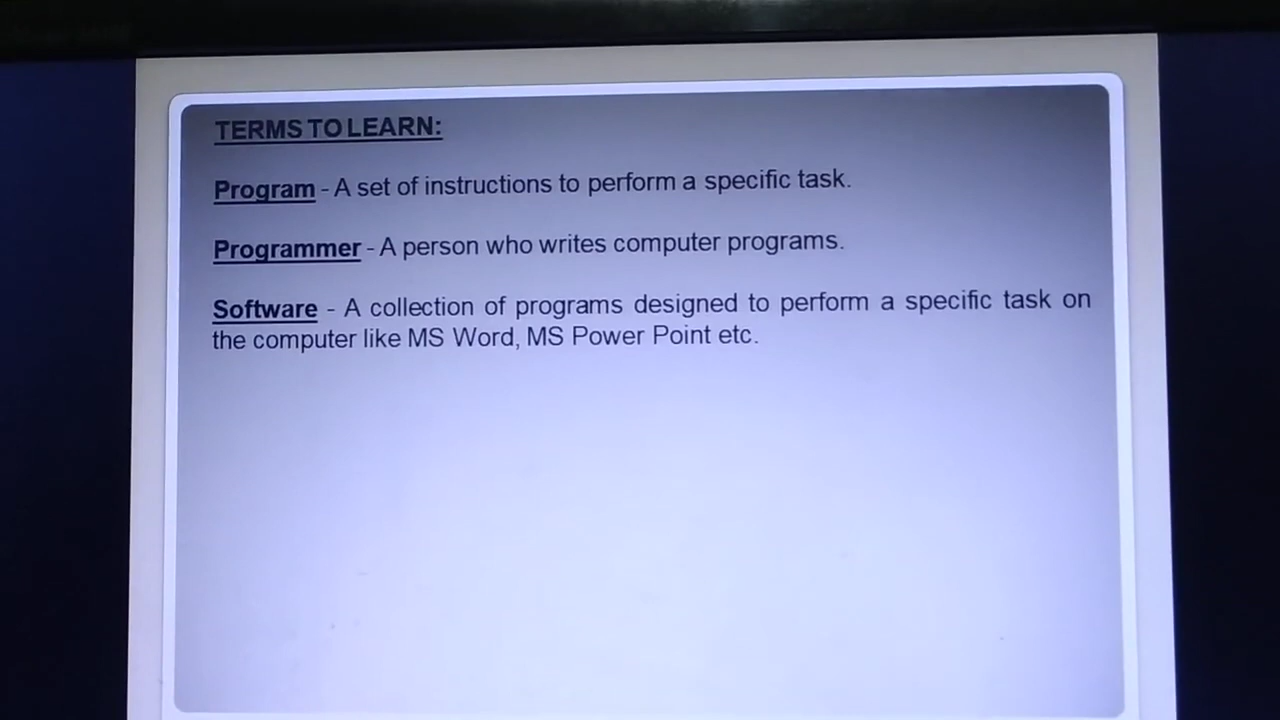 TERMS TO LEARN:
Program - A set of instructions to perform a specific task.
Programmer - A person who writes computer programs.
Software - A collection of programs designed to perform a specific task on
the computer like MS Word, MS Power Point etc.